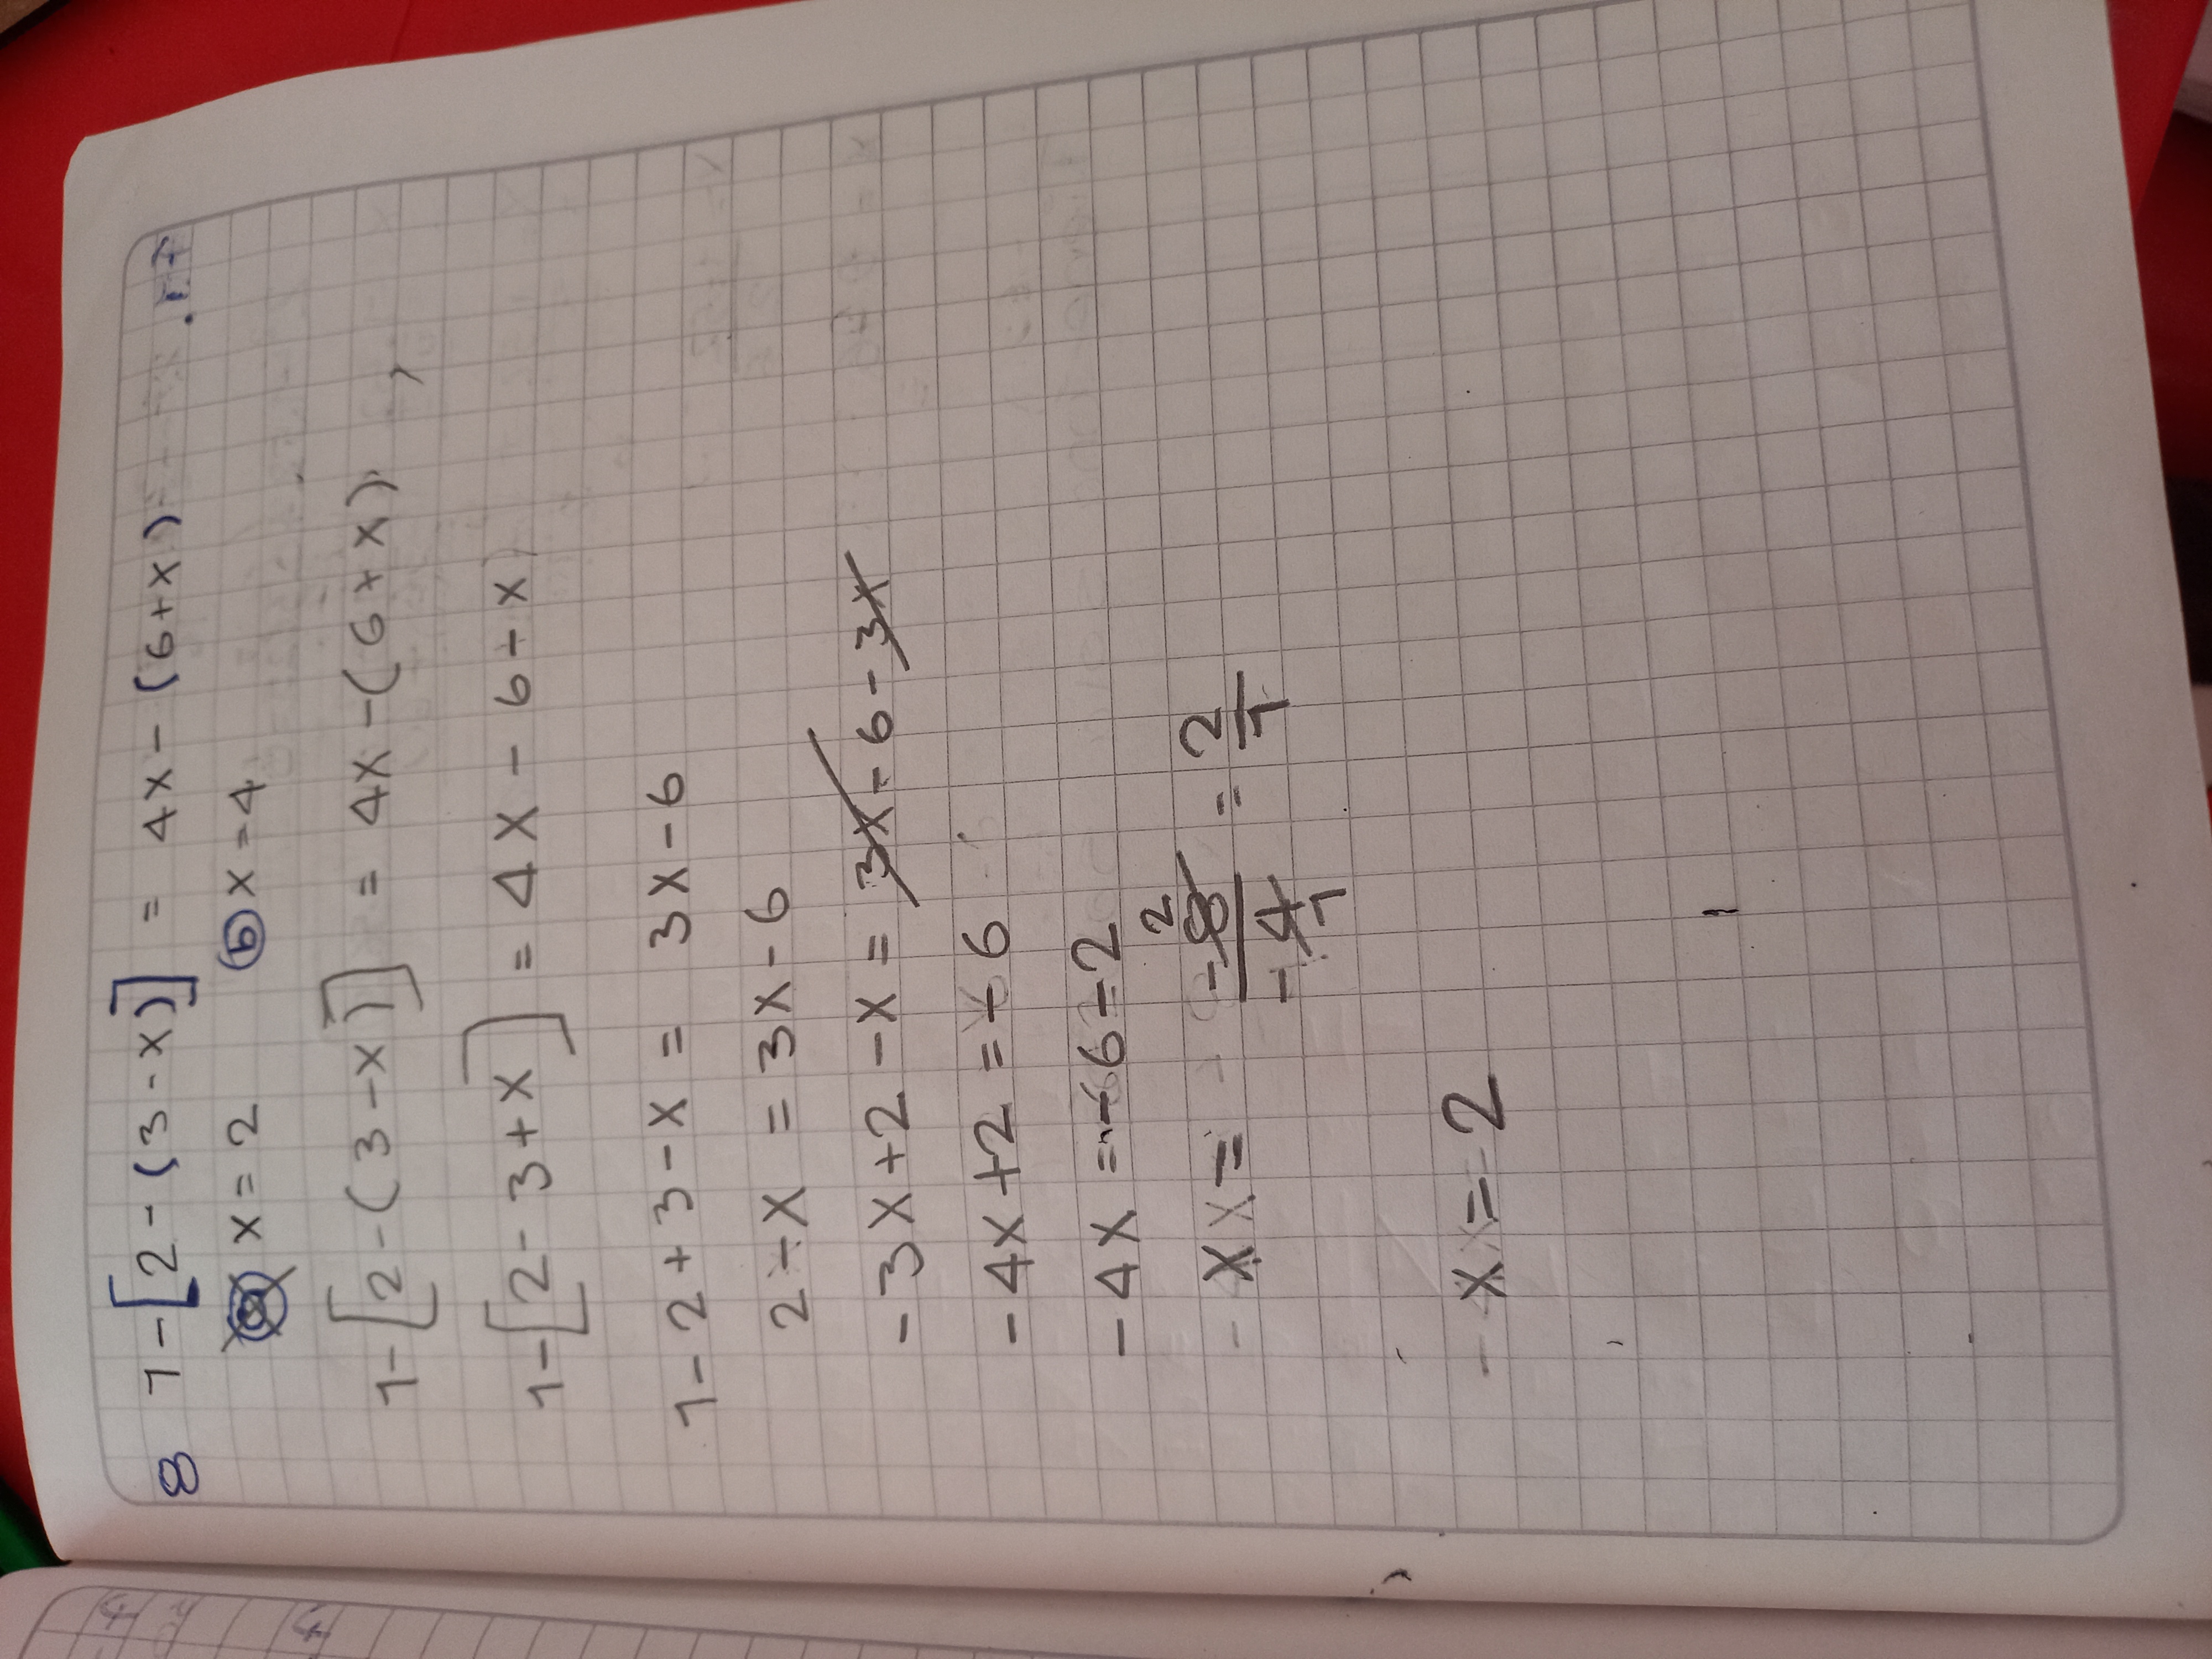 8 1-[2-(3-x)] = 4x-(6+x)
a x=2 b x=4
1-[2-(3-x)] = 4x-(6+x)
1-[2-3+x] = 4x-6-x
1-2+3-x = 3x-6
2-x = 3x-6
-3x+2-x = 3x-6-3x
-4x+2=-6
-4x=-6-2
2
x = -8/-4 = 2/1
1
x=2